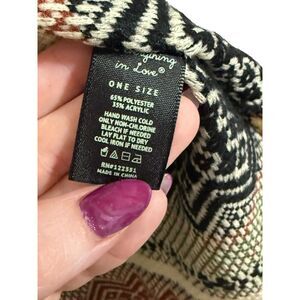 in Love®
ONE SIZE
65% POLYESTER
35% ACRYLIC
HAND WASH COLD
ONLY NON-CHLORINE
BLEACH IF NEEDED
LAY FLAT TO DRY
COOL IRON IF NEEDED
RN#122551
MADE IN CHINA